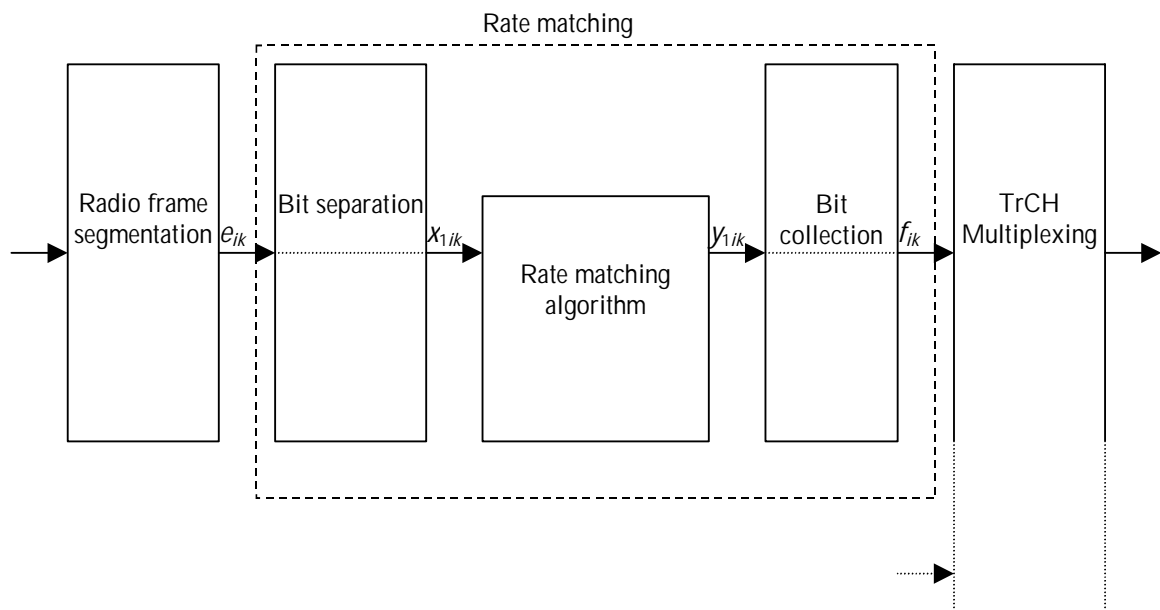 Rate matching
Radio frame
segmentation
e_ik
Bit separation
x_1ik
Rate matching
algorithm
y_1ik
Bit
collection
f_ik
TrCH
Multiplexing